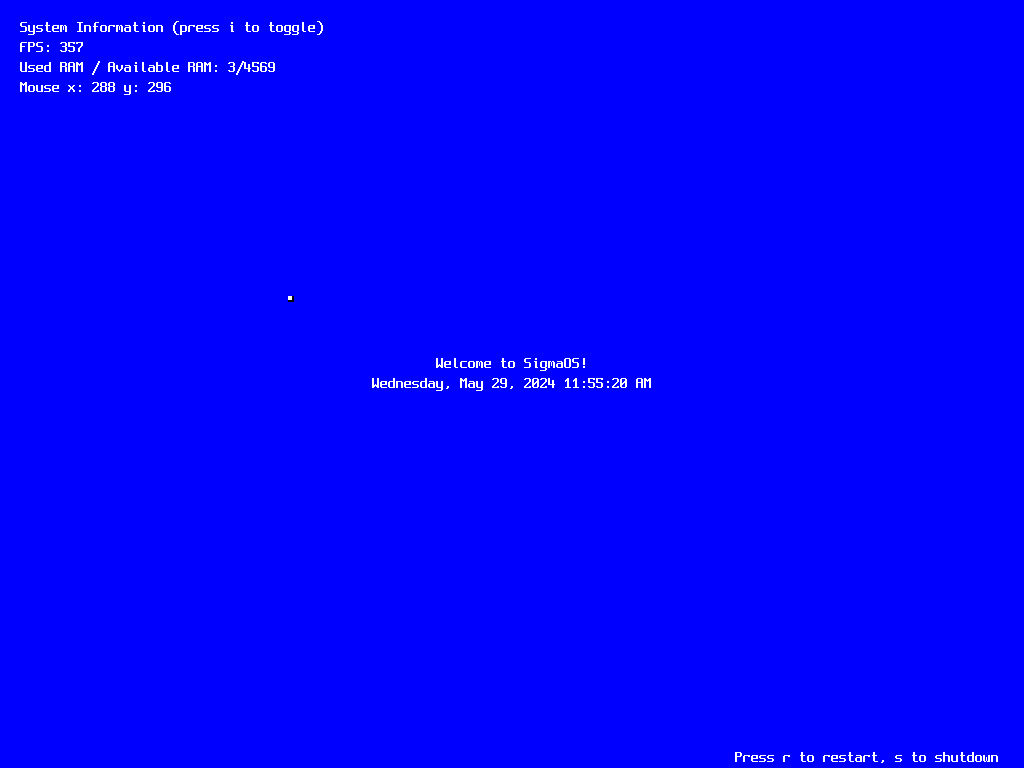 System Information (press i to toggle)
FPS: 357
Used RAM / Available RAM: 3/4569
Mouse x: 288 y: 296
Welcome to SigmaOS!
Wednesday, May 29, 2024 11:55:20 AM
Press r to restart, s to shutdown